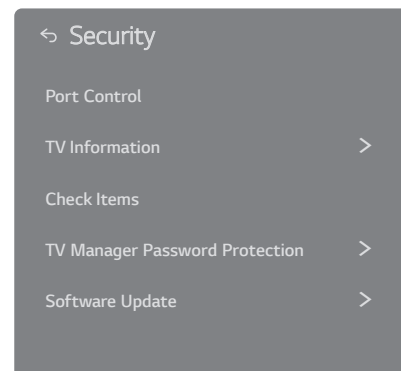 Security
Port Control
TV Information
Check Items
TV Manager Password Protection
Software Update